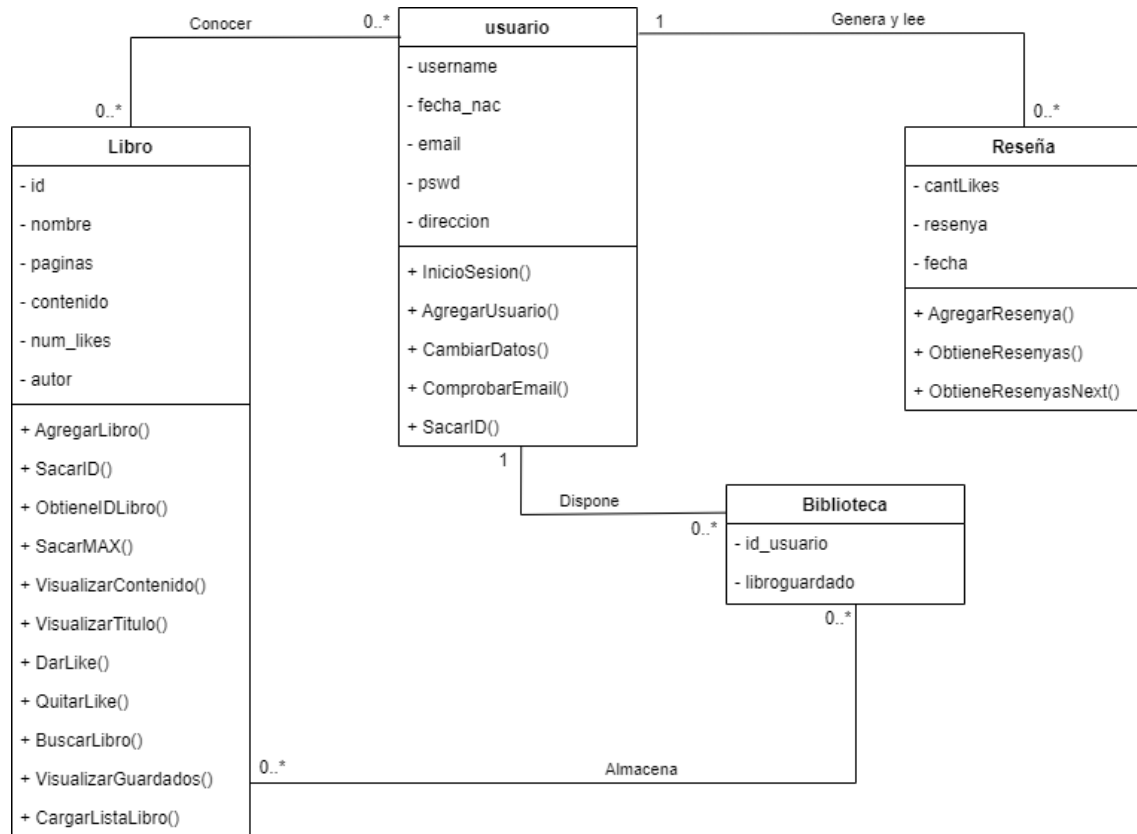 Conocer
0..*
0..*
usuario
- username
- fecha_nac
- email
- pswd
- direccion
+ InicioSesion()
+ AgregarUsuario()
+ CambiarDatos()
+ ComprobarEmail()
+ SacarID()
1
Genera y lee
0..*
Libro
- id
- nombre
- paginas
- contenido
- num_likes
- autor
+ AgregarLibro()
+ SacarID()
+ ObtieneIDLibro()
+ SacarMAX()
+ VisualizarContenido()
+ VisualizarTitulo()
+ DarLike()
+ QuitarLike()
+ BuscarLibro()
+ VisualizarGuardados()
+ CargarListaLibro()
Reseña
- cantLikes
- resenya
- fecha
+ AgregarResenya()
+ ObtieneResenyas()
+ ObtieneResenyasNext()
1
Dispone
0..*
Biblioteca
- id_usuario
- libroguardado
0..*
0..*
Almacena